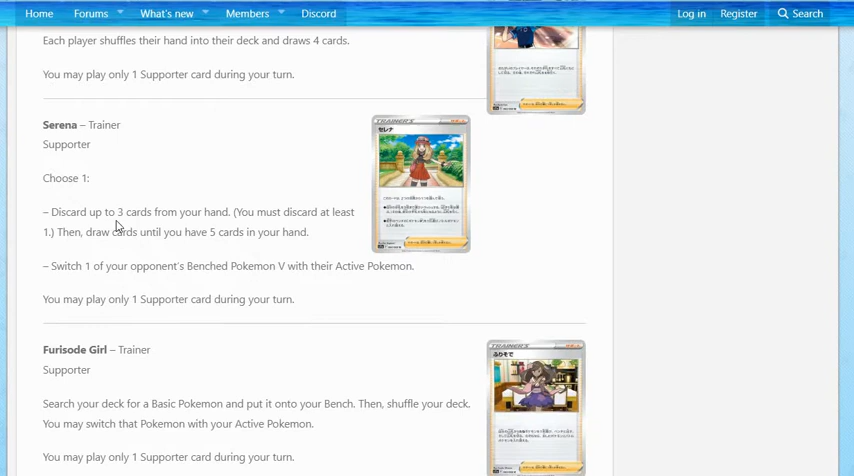 Home Forums What's new Members Discord Log in Register Search
Each player shuffles their hand into their deck and draws 4 cards.
You may play only 1 Supporter card during your turn.
Serena – Trainer
Supporter
Choose 1:
– Discard up to 3 cards from your hand. (You must discard at least
1.) Then, draw cards until you have 5 cards in your hand.
– Switch 1 of your opponent's Benched Pokemon V with their Active Pokemon.
You may play only 1 Supporter card during your turn.
TRAINER'S
セレナ
Furisode Girl – Trainer
Supporter
Search your deck for a Basic Pokemon and put it onto your Bench. Then, shuffle your deck.
You may switch that Pokemon with your Active Pokemon.
You may play only 1 Supporter card during your turn.
TRAINER'S
ふりそで